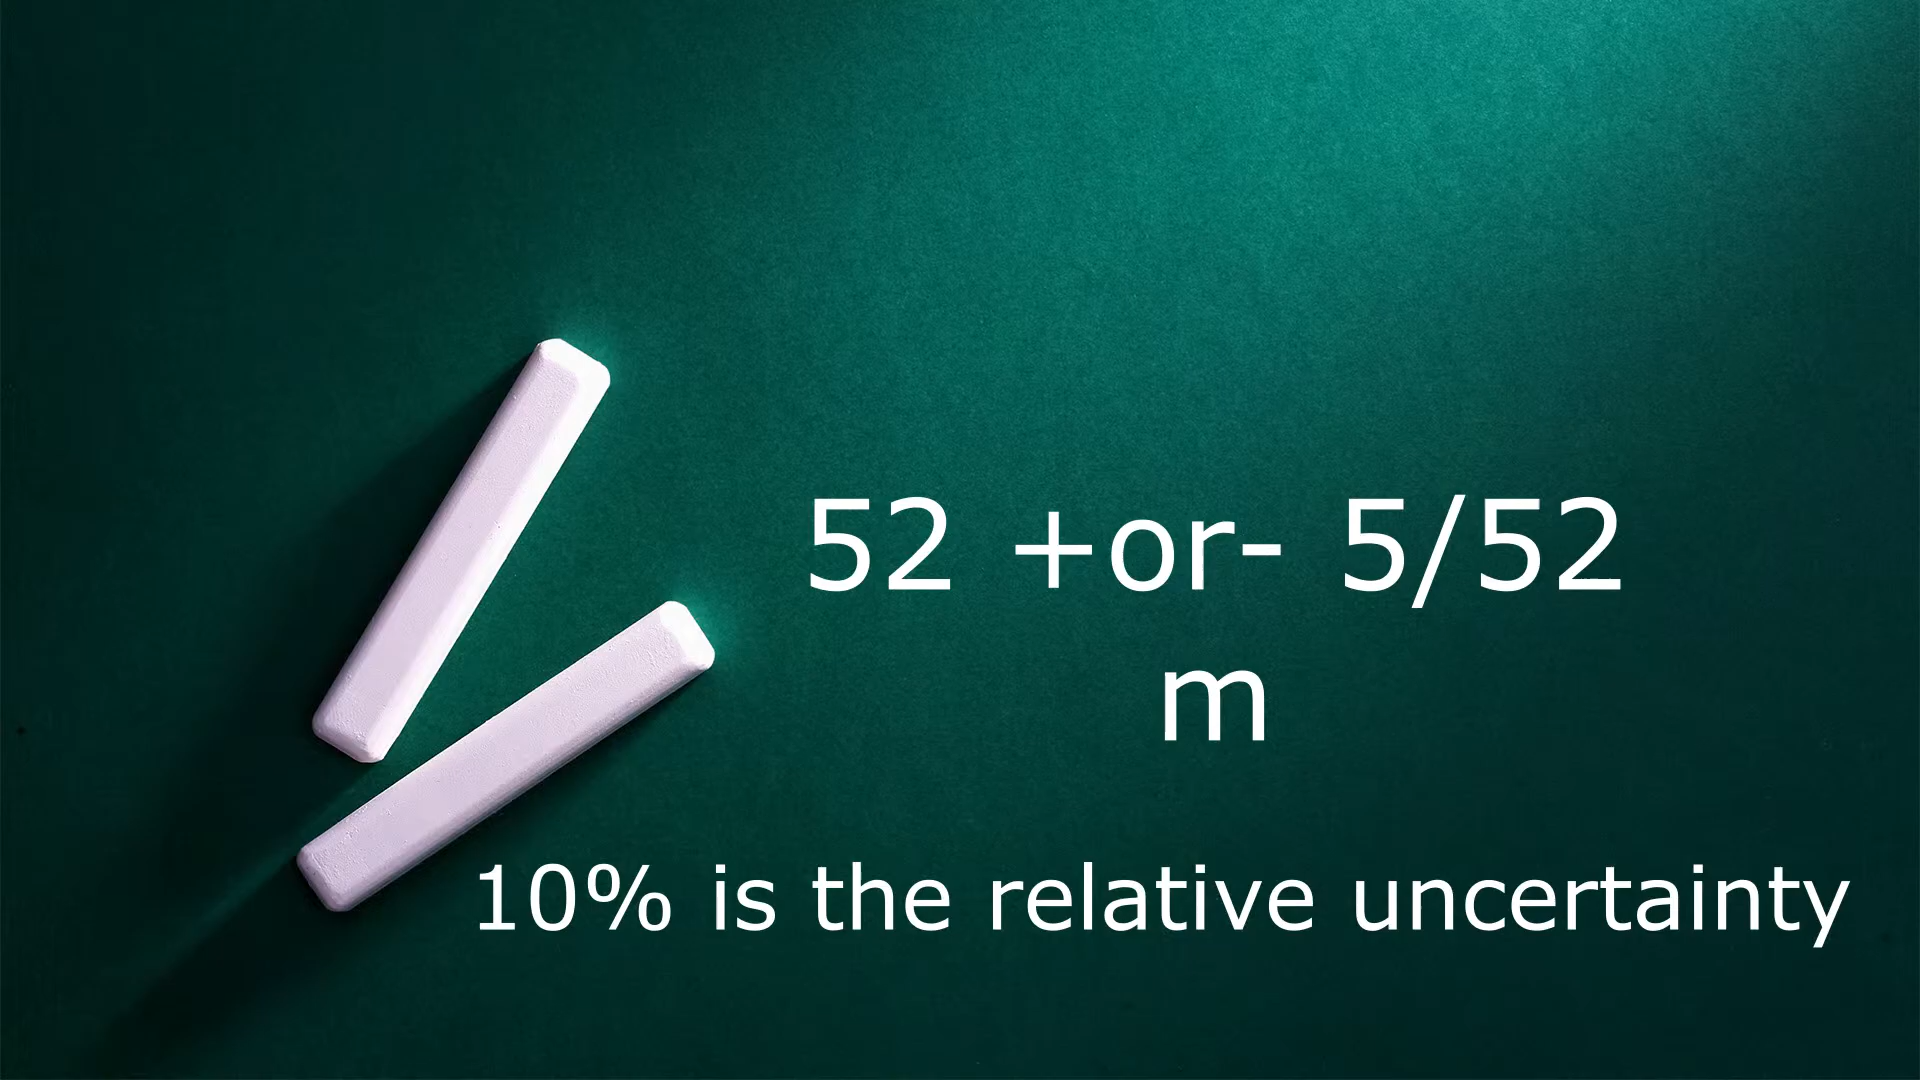 52 +or- 5/52
m
10% is the relative uncertainty